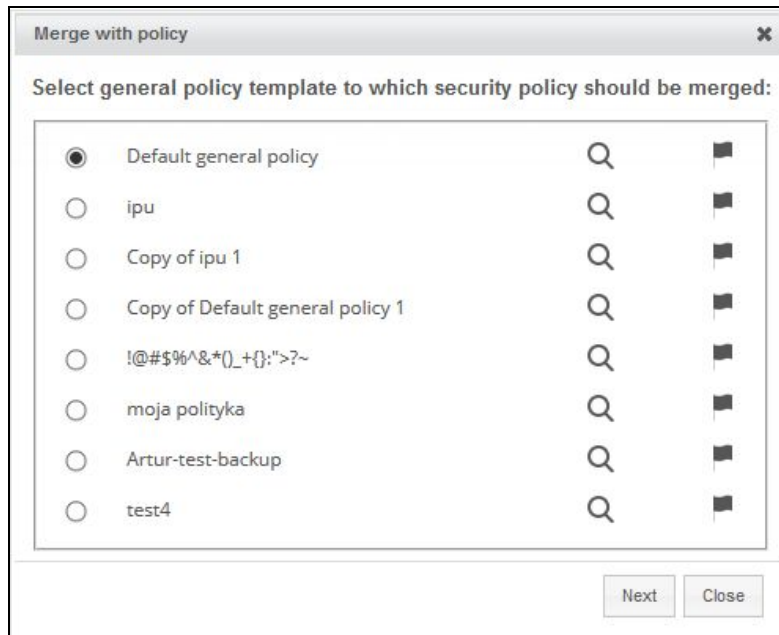 Merge with policy
Select general policy template to which security policy should be merged:
Default general policy
ipu
Copy of ipu 1
Copy of Default general policy 1
!@#$%^&*()_+{}:">?~
moja polityka
Artur-test-backup
test4
Next Close